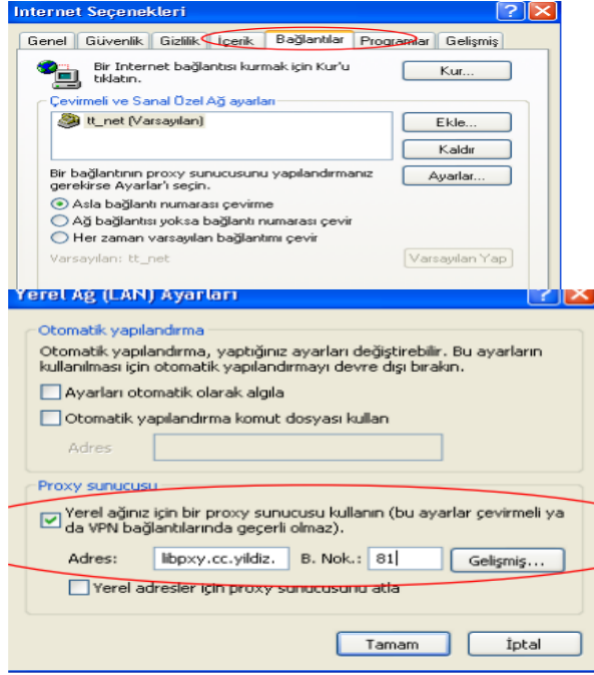 Internet Seçenekleri
Genel Güvenlik Gizlilik İçerik Bağlantılar Programlar Gelişmiş
Bir Internet bağlantısı kurmak için Kur'u
tıklatın.
Kur...
Çevirmeli ve Sanal Özel Ağ ayarları
tt_net (Varsayılan)
Ekle...
Kaldır
Bir bağlantının proxy sunucusunu yapılandırmanız
gerekirse Ayarlar'ı seçin.
Ayarlar...
Asla bağlantı numarası çevirme
Ağ bağlantısı yoksa bağlantı numarası çevir
Her zaman varsayılan bağlantımı çevir
Varsayılan: tt_net
Varsayılan Yap
Yerel Ağ (LAN) Ayarları
Otomatik yapılandırma
Otomatik yapılandırma, yaptığınız ayarları değiştirebilir. Bu ayarların
kullanılması için otomatik yapılandırmayı devre dışı bırakın.
Ayarları otomatik olarak algıla
Otomatik yapılandırma komut dosyası kullan
Adres
Proxy sunucusu
Yerel ağınız için bir proxy sunucusu kullanın (bu ayarlar çevirmeli ya
da VPN bağlantılarında geçerli olmaz).
Adres: libpxy.cc.yildiz. B. Nok.: 81 Gelişmiş...
Yerel adresler için proxy sunucusunu atla
Tamam İptal